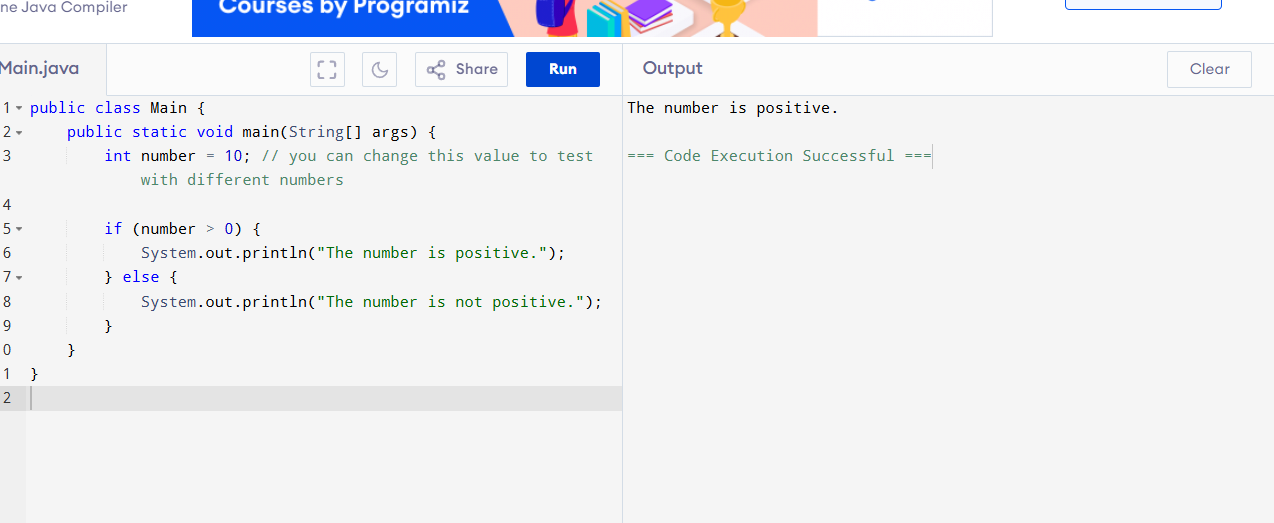 ne Java Compiler
Courses by Programiz
Main.java
Share
Run
Output
Clear
1 public class Main {
2     public static void main(String[] args) {
3         int number = 10; // you can change this value to test
            with different numbers
4
5         if (number > 0) {
6             System.out.println("The number is positive.");
7         } else {
8             System.out.println("The number is not positive.");
9         }
0     }
1 }
2
The number is positive.
=== Code Execution Successful ===